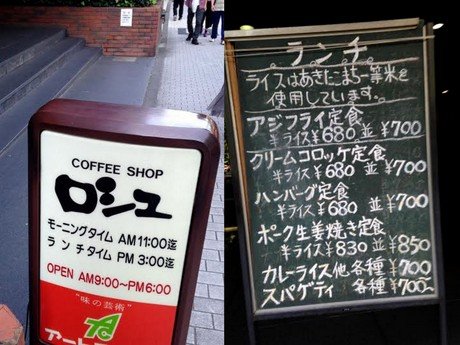 COFFEE SHOP
ロシュ
モーニングタイム AM11:00迄
ランチタイム PM 3:00迄
OPEN AM9:00～PM6:00
"味の芸術"
ランチ
ライスはあきたこまち一等米を
使用しています。
アジフライ定食
半ライス¥680 並¥700
クリームコロッケ定食
半ライス¥680 並¥700
ハンバーグ定食
半ライス¥680 並¥700
ポーク生姜焼き定食
半ライス¥830 並¥850
カレーライス他各種¥700
スパゲティ 各種¥700～